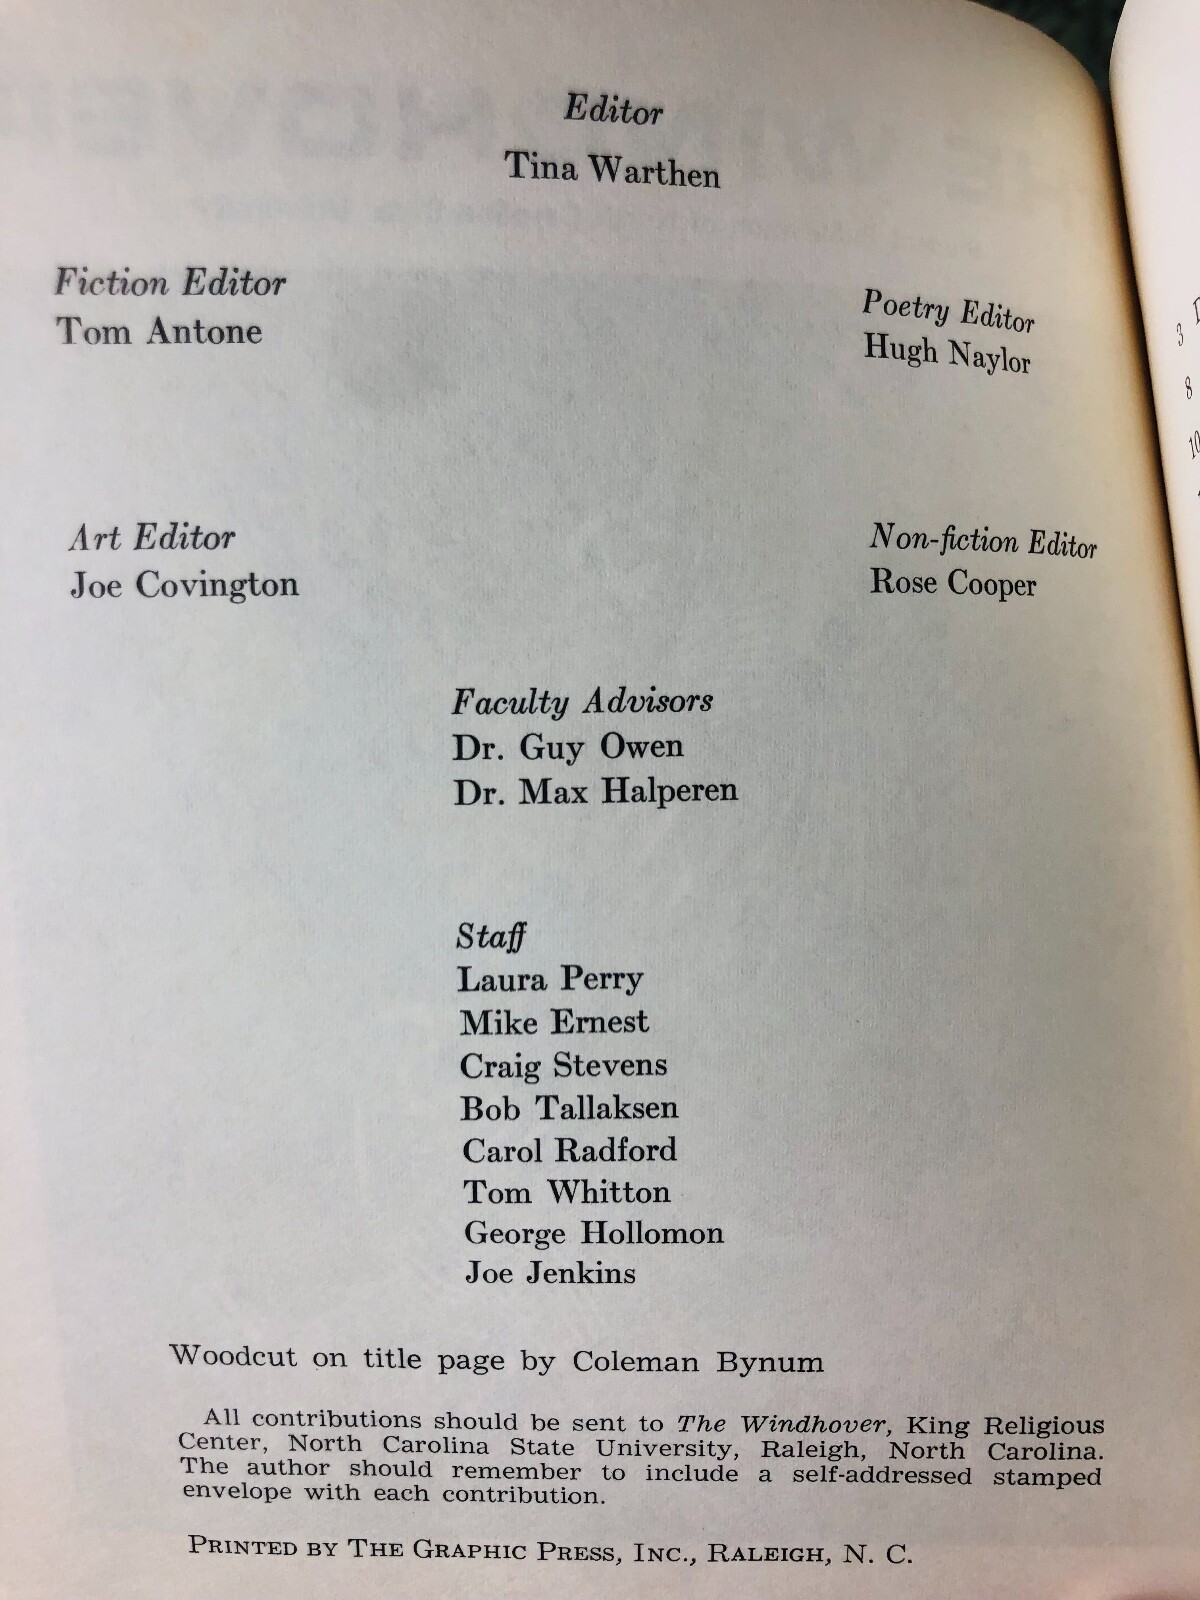 Editor
Tina Warthen
Fiction Editor
Tom Antone
Poetry Editor
Hugh Naylor
Art Editor
Joe Covington
Non-fiction Editor
Rose Cooper
Faculty Advisors
Dr. Guy Owen
Dr. Max Halperen
Staff
Laura Perry
Mike Ernest
Craig Stevens
Bob Tallaksen
Carol Radford
Tom Whitton
George Hollomon
Joe Jenkins
Woodcut on title page by Coleman Bynum
All contributions should be sent to The Windhover, King Religious
Center, North Carolina State University, Raleigh, North Carolina.
The author should remember to include a self-addressed stamped
envelope with each contribution.
PRINTED BY THE GRAPHIC PRESS, INC., RALEIGH, N. C.
3
8
10